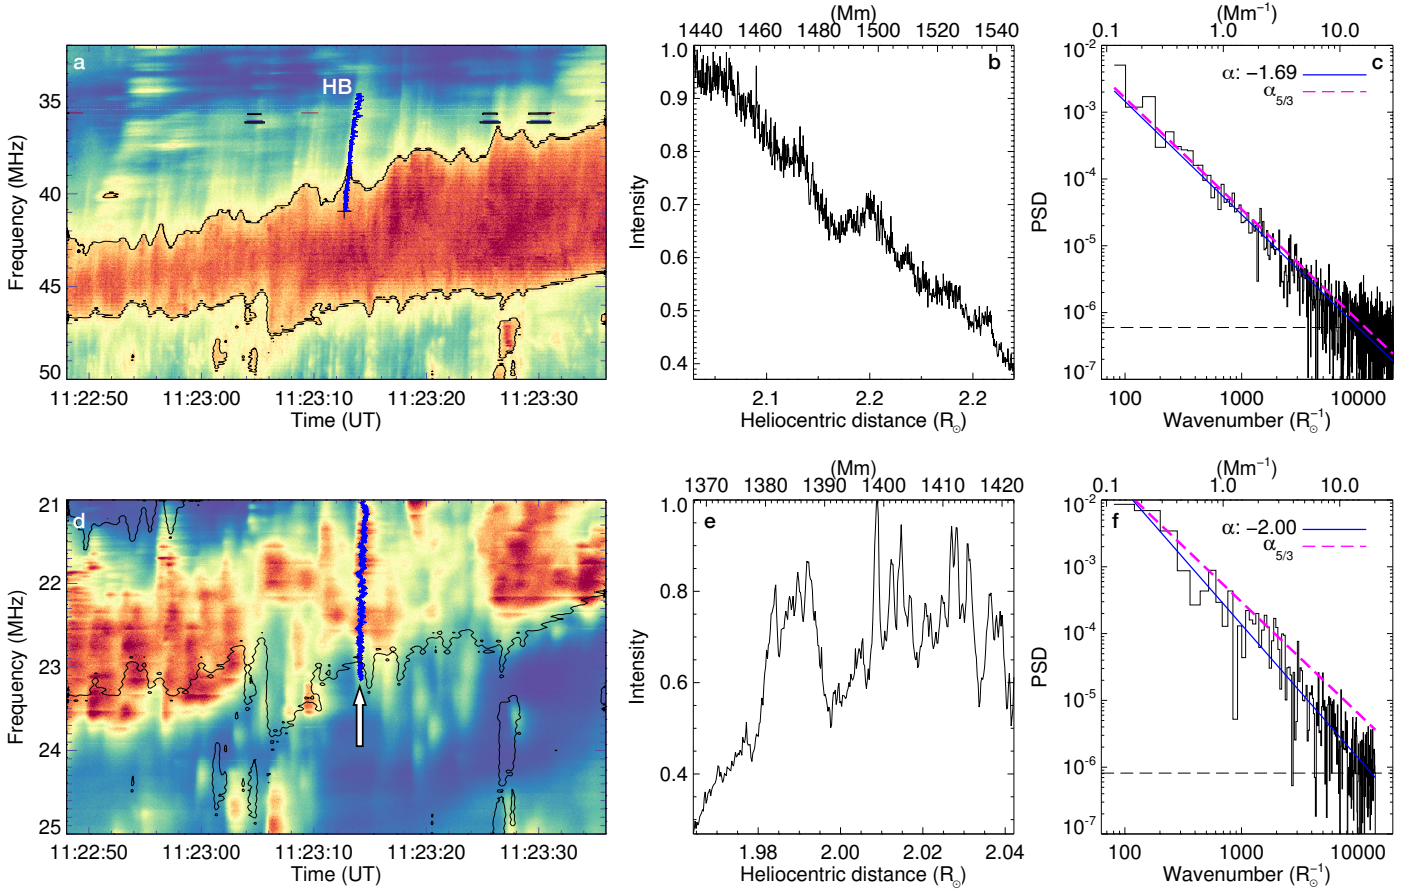 a
HB
Frequency (MHz)
35
40
45
50
11:22:50
11:23:00
11:23:10
11:23:20
11:23:30
Time (UT)
(Mm)
1440
1460
1480
1500
1520
1540
b
Intensity
1.0
0.9
0.8
0.7
0.6
0.5
0.4
2.1
2.2
2.2
Heliocentric distance (R☉)
(Mm⁻¹)
0.1
1.0
10.0
c
α: −1.69
α5/3
PSD
10⁻²
10⁻³
10⁻⁴
10⁻⁵
10⁻⁶
10⁻⁷
100
1000
10000
Wavenumber (R☉⁻¹)
d
Frequency (MHz)
21
22
23
24
25
11:22:50
11:23:00
11:23:10
11:23:20
11:23:30
Time (UT)
(Mm)
1370
1380
1390
1400
1410
1420
e
Intensity
1.0
0.8
0.6
0.4
1.98
2.00
2.02
2.04
Heliocentric distance (R☉)
(Mm⁻¹)
0.1
1.0
10.0
f
α: −2.00
α5/3
PSD
10⁻²
10⁻³
10⁻⁴
10⁻⁵
10⁻⁶
10⁻⁷
100
1000
10000
Wavenumber (R☉⁻¹)